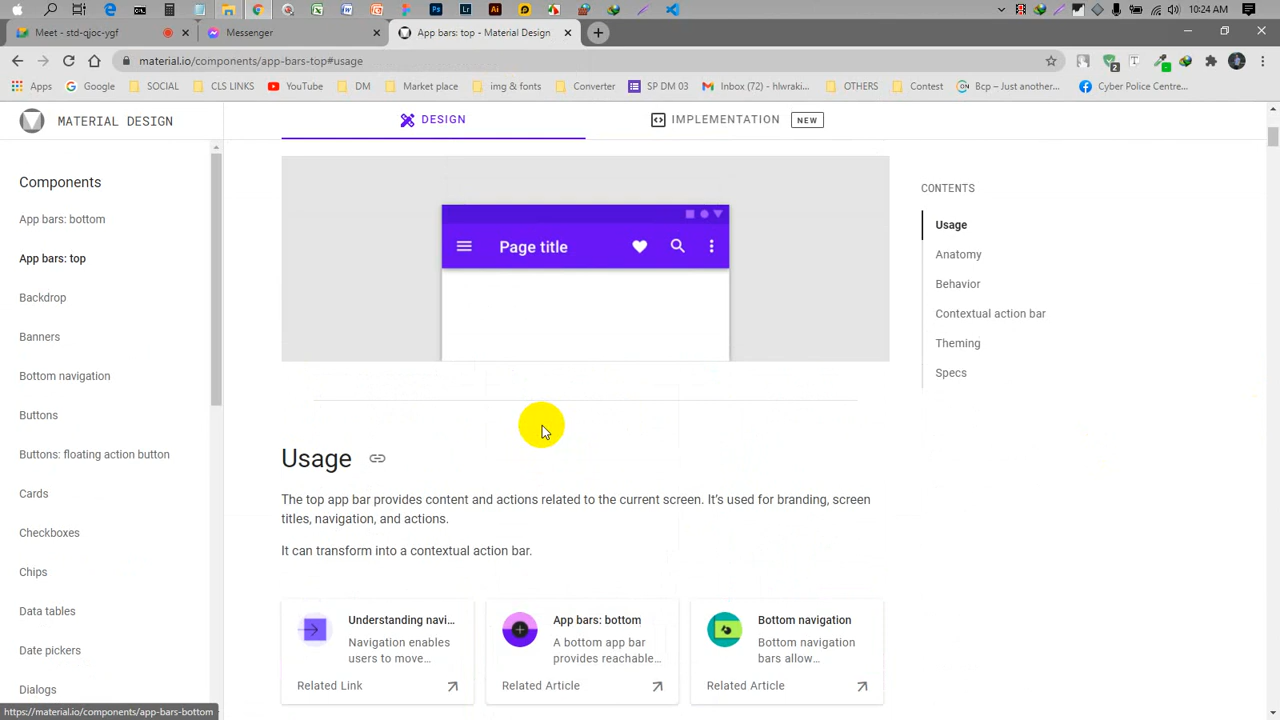 10:24 AM
Meet - std-qjoc-ygf
Messenger
App bars: top - Material Design
material.io/components/app-bars-top#usage
Apps
Google
SOCIAL
CLS LINKS
YouTube
DM
Market place
img & fonts
Converter
SP DM 03
Inbox (72) - hlwraki...
OTHERS
Contest
Bcp – Just another...
Cyber Police Centre...
MATERIAL DESIGN
DESIGN
IMPLEMENTATION NEW
Components
App bars: bottom
App bars: top
Backdrop
Banners
Bottom navigation
Buttons
Buttons: floating action button
Cards
Checkboxes
Chips
Data tables
Date pickers
Dialogs
Page title
Usage
The top app bar provides content and actions related to the current screen. It’s used for branding, screen
titles, navigation, and actions.
It can transform into a contextual action bar.
Understanding navi...
Navigation enables
users to move…
Related Link
App bars: bottom
A bottom app bar
provides reachable…
Related Article
Bottom navigation
Bottom navigation
bars allow…
Related Article
CONTENTS
Usage
Anatomy
Behavior
Contextual action bar
Theming
Specs
https://material.io/components/app-bars-bottom